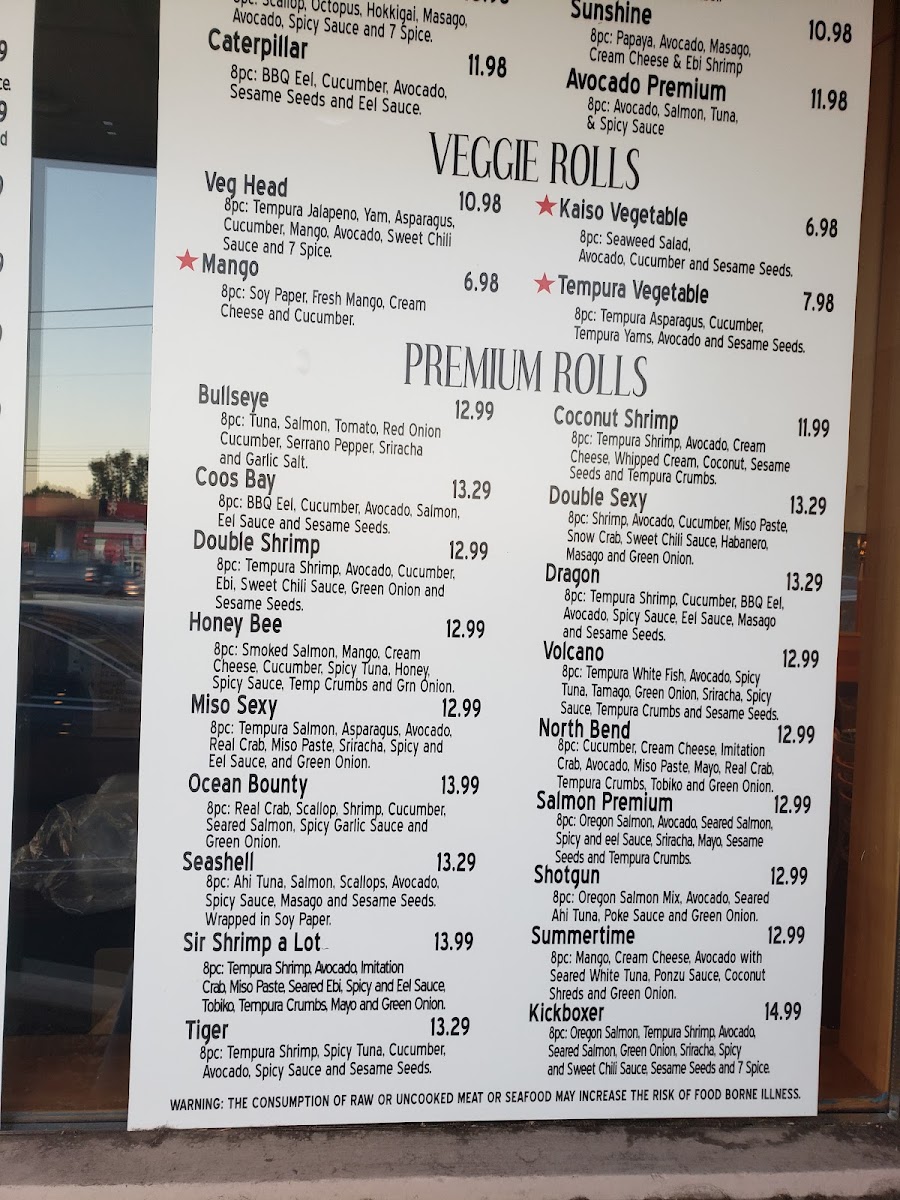 Octopus, Hokkigai, Masago,
Avocado, Spicy Sauce and 7 Spice.
Caterpillar 11.98
8pc: BBQ Eel, Cucumber, Avocado,
Sesame Seeds and Eel Sauce.
Sunshine 10.98
8pc: Papaya, Avocado, Masago,
Cream Cheese & Ebi Shrimp
Avocado Premium 11.98
8pc: Avocado, Salmon, Tuna,
& Spicy Sauce
VEGGIE ROLLS
Veg Head 10.98
8pc: Tempura Jalapeno, Yam, Asparagus,
Cucumber, Mango, Avocado, Sweet Chili
Sauce and 7 Spice.
Mango 6.98
8pc: Soy Paper, Fresh Mango, Cream
Cheese and Cucumber.
Kaiso Vegetable 6.98
8pc: Seaweed Salad,
Avocado, Cucumber and Sesame Seeds.
Tempura Vegetable 7.98
8pc: Tempura Asparagus, Cucumber,
Tempura Yams, Avocado and Sesame Seeds.
PREMIUM ROLLS
Bullseye 12.99
8pc: Tuna, Salmon, Tomato, Red Onion
Cucumber, Serrano Pepper, Sriracha
and Garlic Salt.
Coos Bay 13.29
8pc: BBQ Eel, Cucumber, Avocado, Salmon,
Eel Sauce and Sesame Seeds.
Double Shrimp 12.99
8pc: Tempura Shrimp, Avocado, Cucumber,
Ebi, Sweet Chili Sauce, Green Onion and
Sesame Seeds.
Honey Bee 12.99
8pc: Smoked Salmon, Mango, Cream
Cheese, Cucumber, Spicy Tuna, Honey,
Spicy Sauce, Temp Crumbs and Grn Onion.
Miso Sexy 12.99
8pc: Tempura Salmon, Asparagus, Avocado,
Real Crab, Miso Paste, Sriracha, Spicy and
Eel Sauce, and Green Onion.
Ocean Bounty 13.99
8pc: Real Crab, Scallop, Shrimp, Cucumber,
Seared Salmon, Spicy Garlic Sauce and
Green Onion.
Seashell 13.29
8pc: Ahi Tuna, Salmon, Scallops, Avocado,
Spicy Sauce, Masago and Sesame Seeds.
Wrapped in Soy Paper.
Sir Shrimp a Lot 13.99
8pc: Tempura Shrimp, Avocado, Imitation
Crab, Miso Paste, Seared Ebi, Spicy and Eel Sauce,
Tobiko, Tempura Crumbs, Mayo and Green Onion.
Tiger 13.29
8pc: Tempura Shrimp, Spicy Tuna, Cucumber,
Avocado, Spicy Sauce and Sesame Seeds.
Coconut Shrimp 11.99
8pc: Tempura Shrimp, Avocado, Cream
Cheese, Whipped Cream, Coconut, Sesame
Seeds and Tempura Crumbs.
Double Sexy 13.29
8pc: Shrimp, Avocado, Cucumber, Miso Paste,
Snow Crab, Sweet Chili Sauce, Habanero,
Masago and Green Onion.
Dragon 13.29
8pc: Tempura Shrimp, Cucumber, BBQ Eel,
Avocado, Spicy Sauce, Eel Sauce, Masago
and Sesame Seeds.
Volcano 12.99
8pc: Tempura White Fish, Avocado, Spicy
Tuna, Tamago, Green Onion, Sriracha, Spicy
Sauce, Tempura Crumbs and Sesame Seeds.
North Bend 12.99
8pc: Cucumber, Cream Cheese, Imitation
Crab, Avocado, Miso Paste, Mayo, Real Crab,
Tempura Crumbs, Tobiko and Green Onion.
Salmon Premium 12.99
8pc: Oregon Salmon, Avocado, Seared Salmon,
Spicy and eel Sauce, Sriracha, Mayo, Sesame
Seeds and Tempura Crumbs.
Shotgun 12.99
8pc: Oregon Salmon Mix, Avocado, Seared
Ahi Tuna, Poke Sauce and Green Onion.
Summertime 12.99
8pc: Mango, Cream Cheese, Avocado with
Seared White Tuna, Ponzu Sauce, Coconut
Shreds and Green Onion.
Kickboxer 14.99
8pc: Oregon Salmon, Tempura Shrimp, Avocado,
Seared Salmon, Green Onion, Sriracha, Spicy
and Sweet Chili Sauce, Sesame Seeds and 7 Spice.
WARNING: THE CONSUMPTION OF RAW OR UNCOOKED MEAT OR SEAFOOD MAY INCREASE THE RISK OF FOOD BORNE ILLNESS.